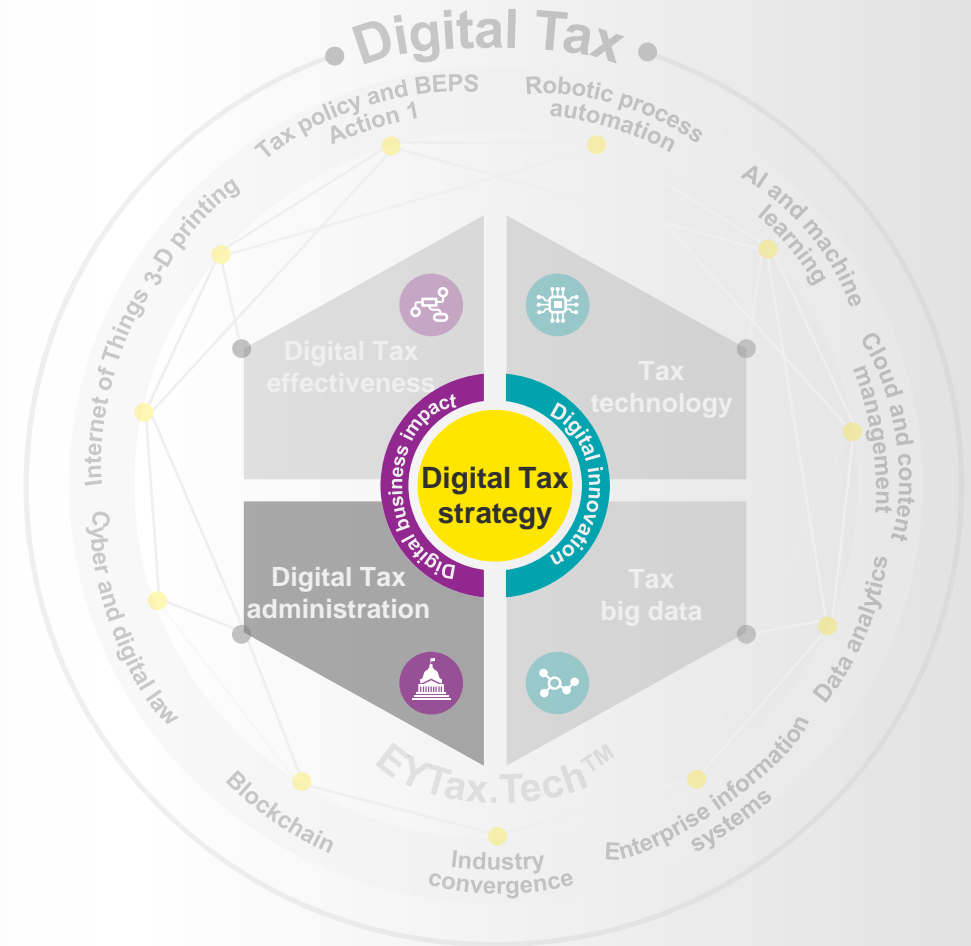 Digital Tax
Tax policy and BEPS
Action 1
Robotic process
automation
AI and machine
learning
Cloud and content
management
Data analytics
Enterprise information
systems
Industry
convergence
Blockchain
Cyber and digital law
Internet of Things
3-D printing
Digital Tax
effectiveness
Tax
technology
Digital business impact
Digital innovation
Digital Tax
strategy
Digital Tax
administration
Tax
big data
EYTax.Tech™